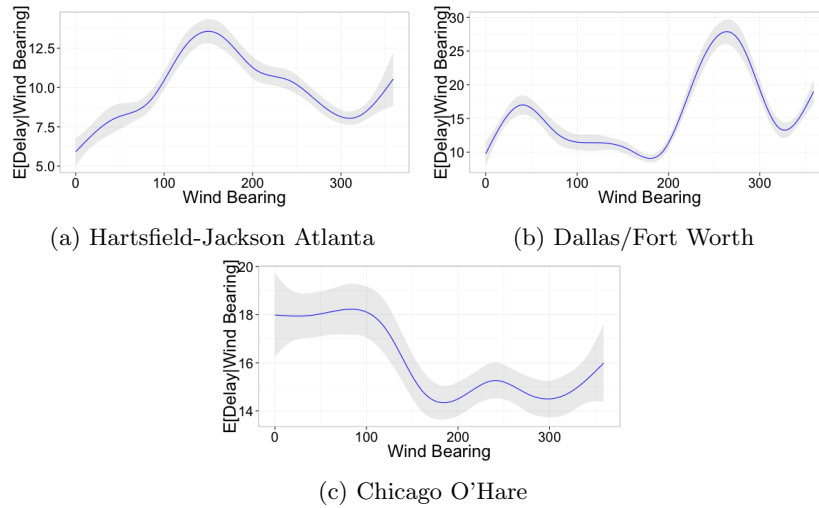 E[Delay|Wind Bearing]
12.5
10.0
7.5
5.0
0 100 200 300
Wind Bearing
(a) Hartsfield-Jackson Atlanta
E[Delay|Wind Bearing]
30
25
20
15
10
0 100 200 300
Wind Bearing
(b) Dallas/Fort Worth
E[Delay|Wind Bearing]
20
18
16
14
0 100 200 300
Wind Bearing
(c) Chicago O'Hare